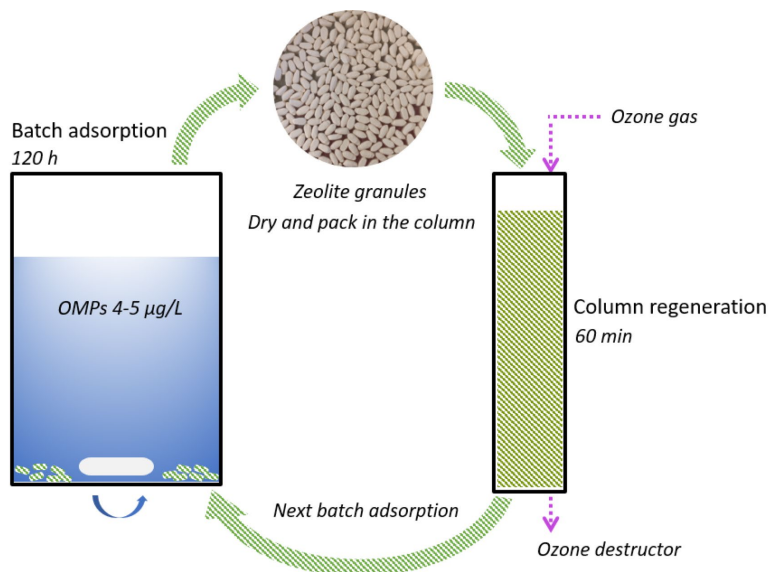 Batch adsorption
120 h
Zeolite granules
Dry and pack in the column
Ozone gas
OMPs 4-5 µg/L
Column regeneration
60 min
Next batch adsorption
Ozone destructor